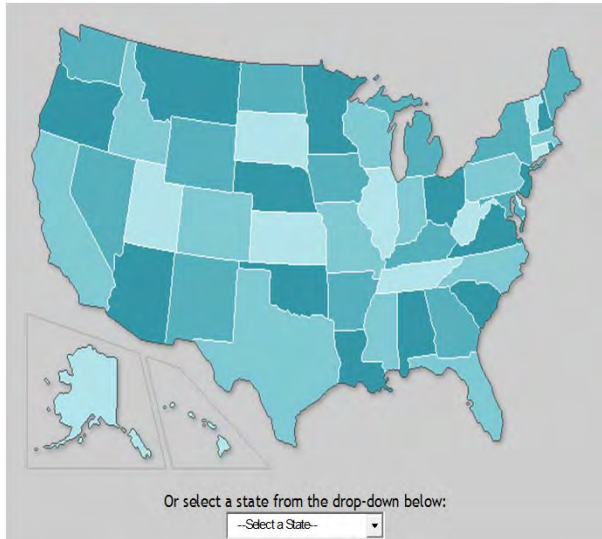 Or select a state from the drop-down below:
--Select a State--